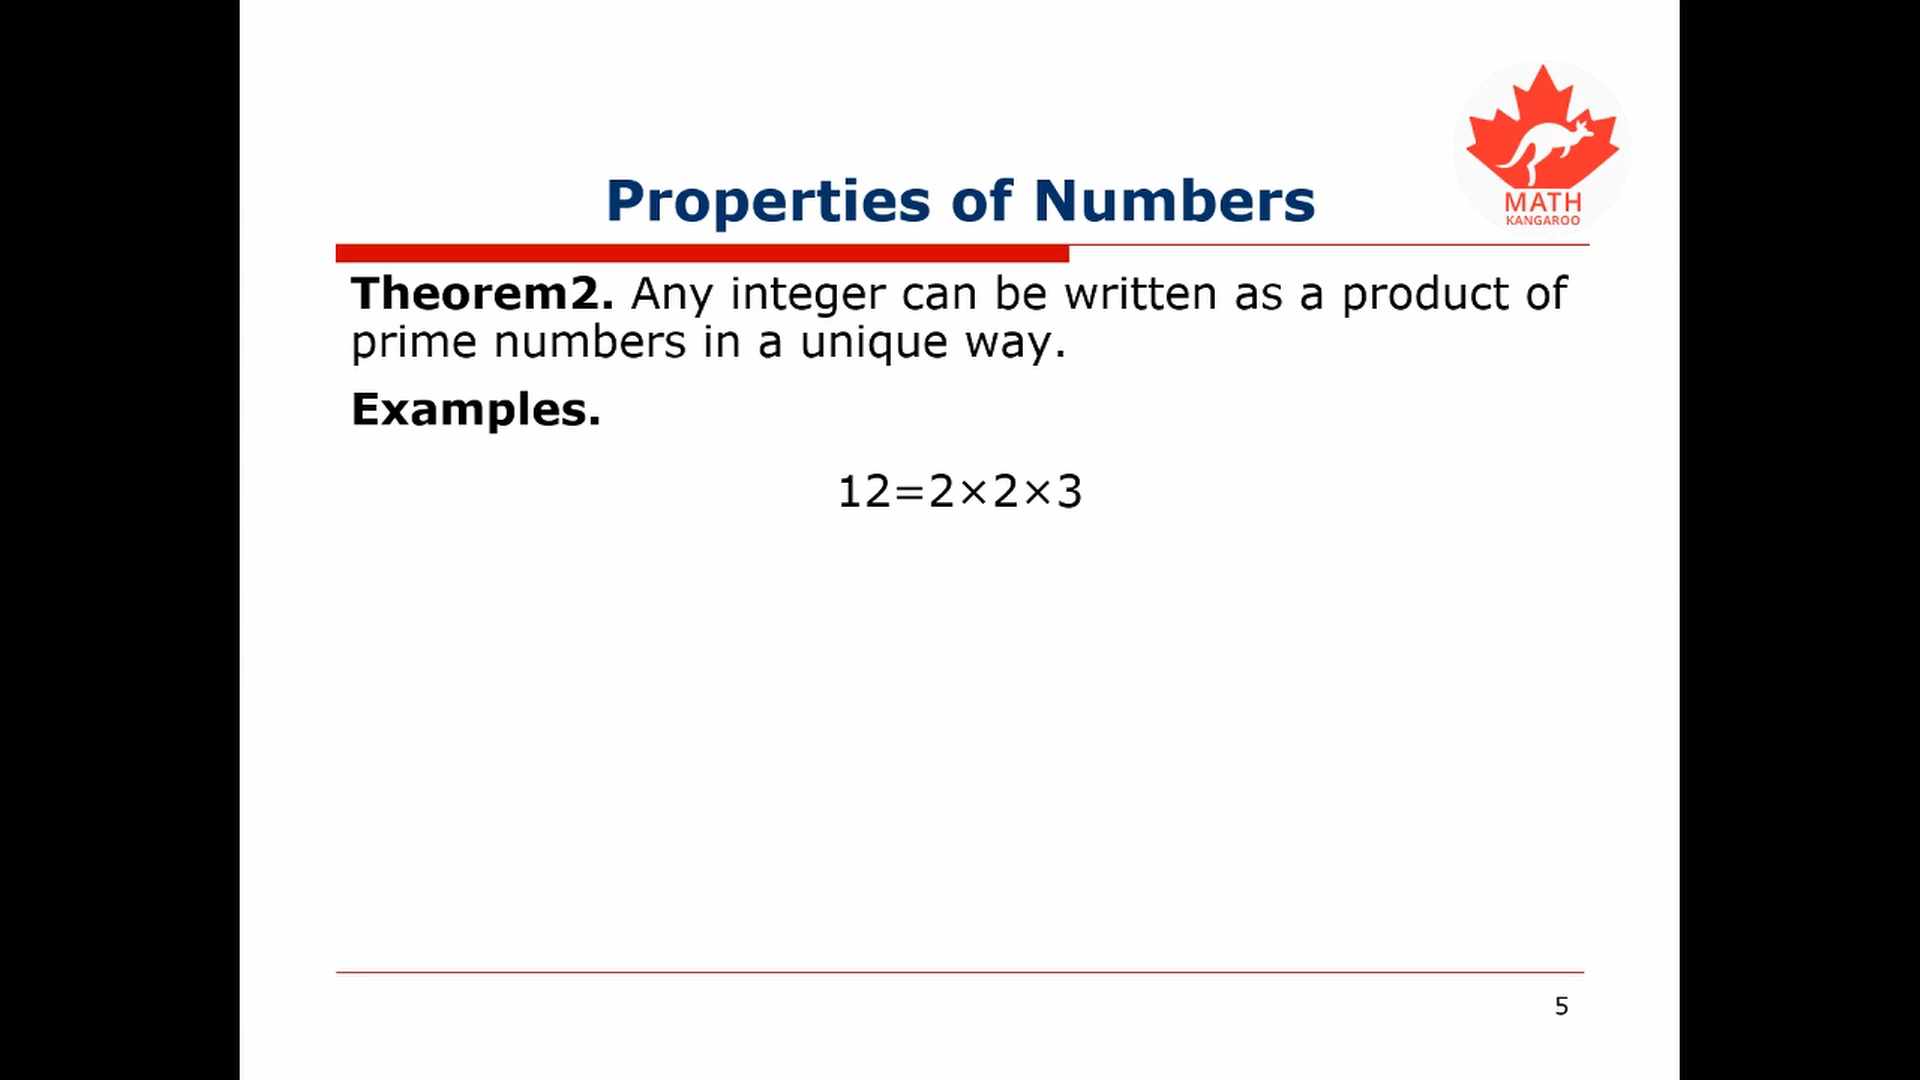 MATH
KANGAROO
Properties of Numbers
Theorem2. Any integer can be written as a product of
prime numbers in a unique way.
Examples.
12=2×2×3
5